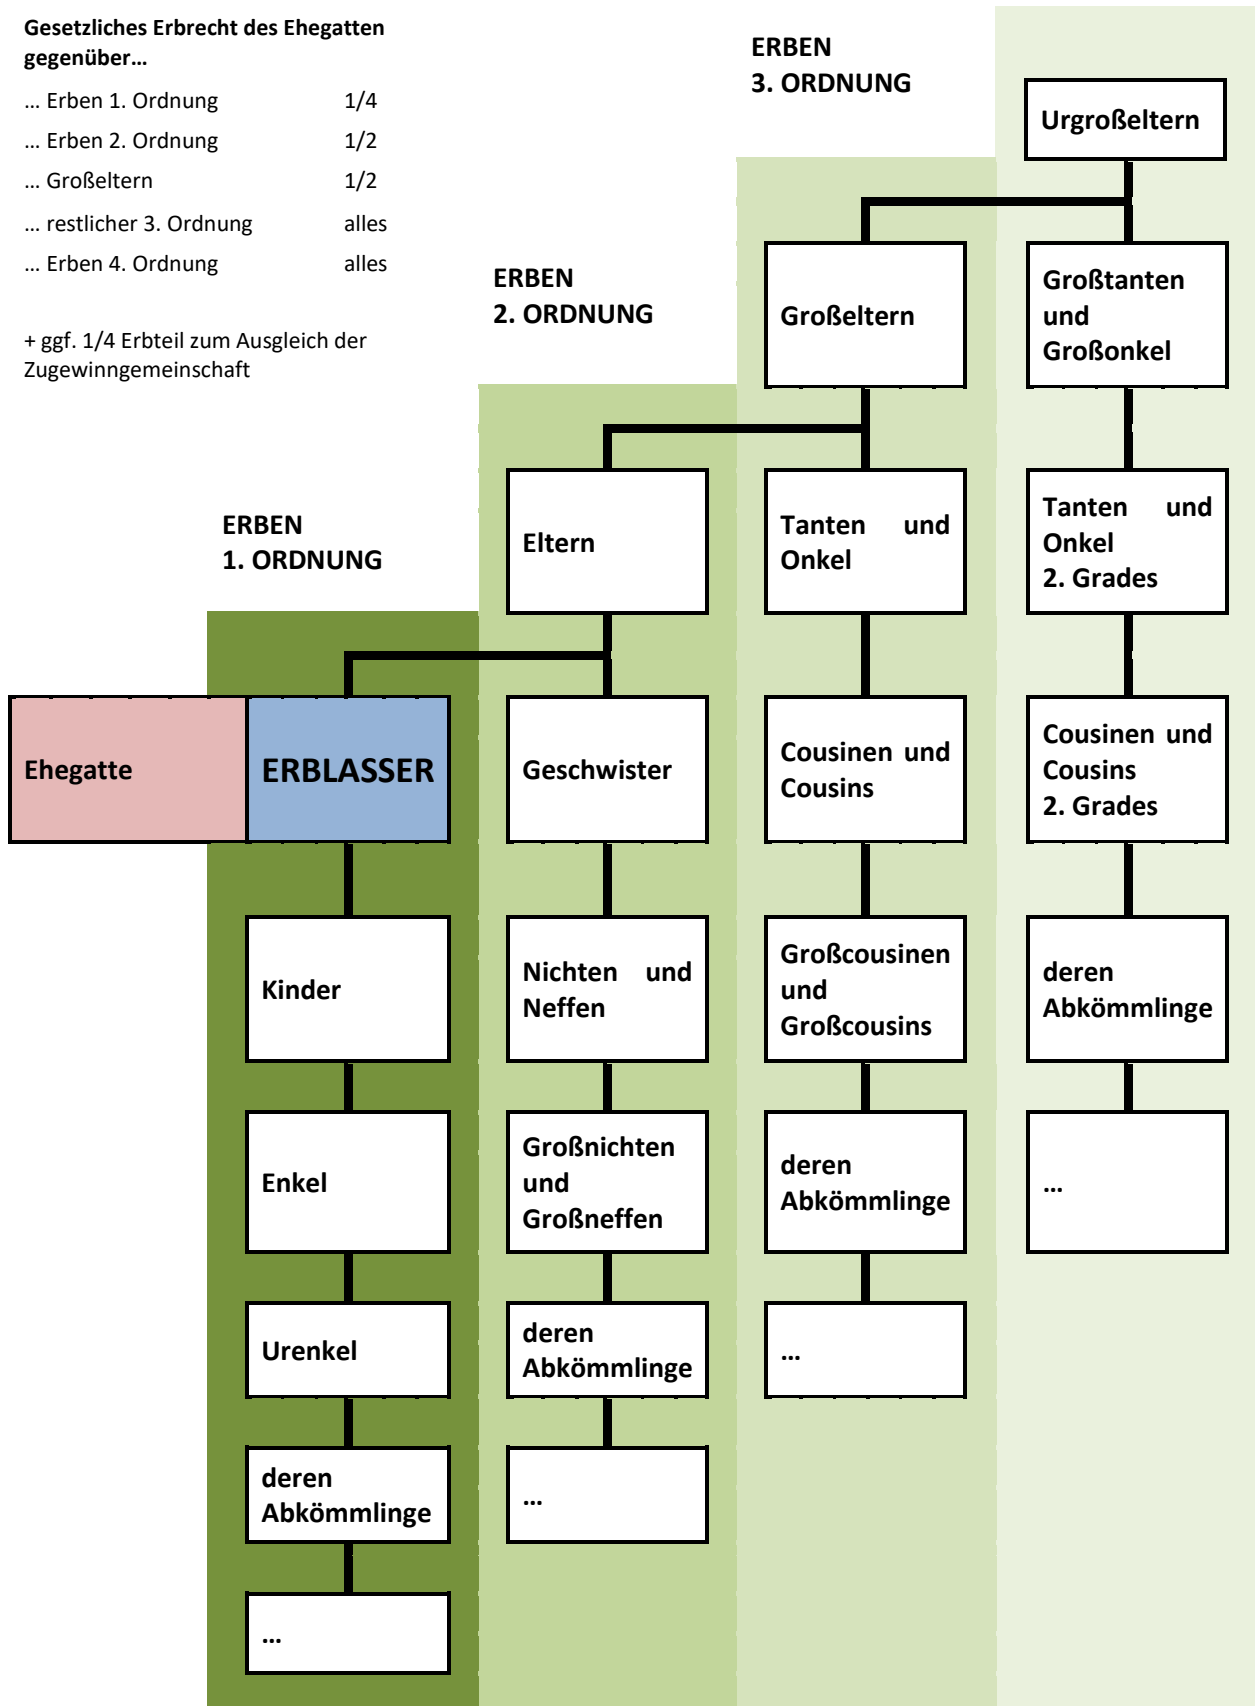 Gesetzliches Erbrecht des Ehegatten
gegenüber…
… Erben 1. Ordnung 1/4
… Erben 2. Ordnung 1/2
… Großeltern 1/2
… restlicher 3. Ordnung alles
… Erben 4. Ordnung alles
+ ggf. 1/4 Erbteil zum Ausgleich der
Zugewinngemeinschaft
ERBEN
3. ORDNUNG
Urgroßeltern
ERBEN
2. ORDNUNG
Großeltern
Großtanten
und
Großonkel
ERBEN
1. ORDNUNG
Eltern
Tanten und
Onkel
Tanten und
Onkel
2. Grades
Ehegatte
ERBLASSER
Geschwister
Cousinen und
Cousins
Cousinen und
Cousins
2. Grades
Kinder
Nichten und
Neffen
Großcousinen
und
Großcousins
deren
Abkömmlinge
Enkel
Großnichten
und
Großneffen
deren
Abkömmlinge
…
Urenkel
deren
Abkömmlinge
…
deren
Abkömmlinge
…
…